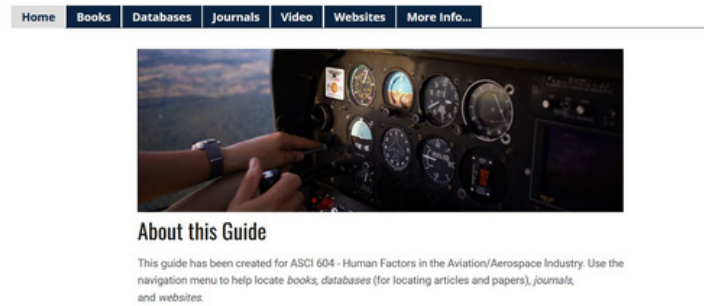 Home Books Databases Journals Video Websites More Info...
About this Guide
This guide has been created for ASCI 604 - Human Factors in the Aviation/Aerospace Industry. Use the
navigation menu to help locate books, databases (for locating articles and papers), journals,
and websites.